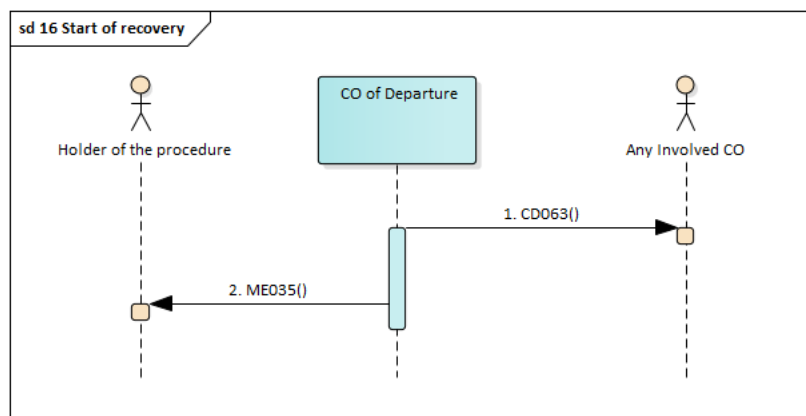 sd 16 Start of recovery
CO of Departure
Holder of the procedure
Any Involved CO
1. CD063()
2. ME035()